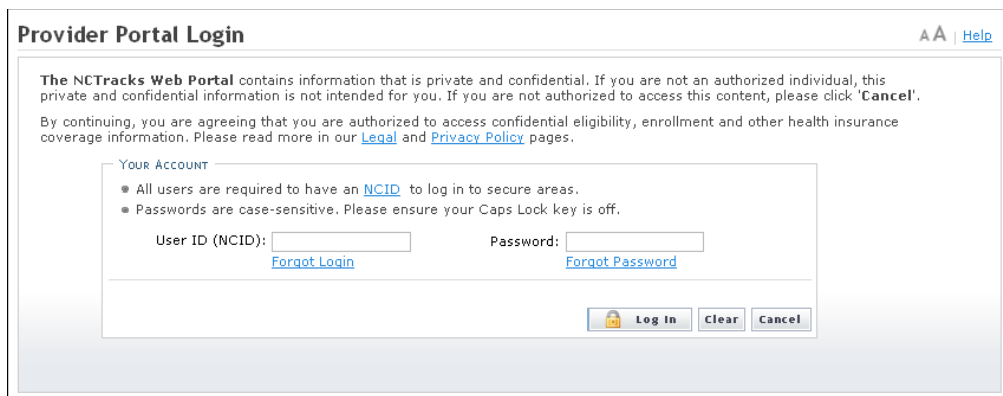 Provider Portal Login
A A | Help
The NCTracks Web Portal contains information that is private and confidential. If you are not an authorized individual, this
private and confidential information is not intended for you. If you are not authorized to access this content, please click 'Cancel'.
By continuing, you are agreeing that you are authorized to access confidential eligibility, enrollment and other health insurance
coverage information. Please read more in our Legal and Privacy Policy pages.
YOUR ACCOUNT
All users are required to have an NCID to log in to secure areas.
Passwords are case-sensitive. Please ensure your Caps Lock key is off.
User ID (NCID): Password:
Forgot Login Forgot Password
Log In Clear Cancel